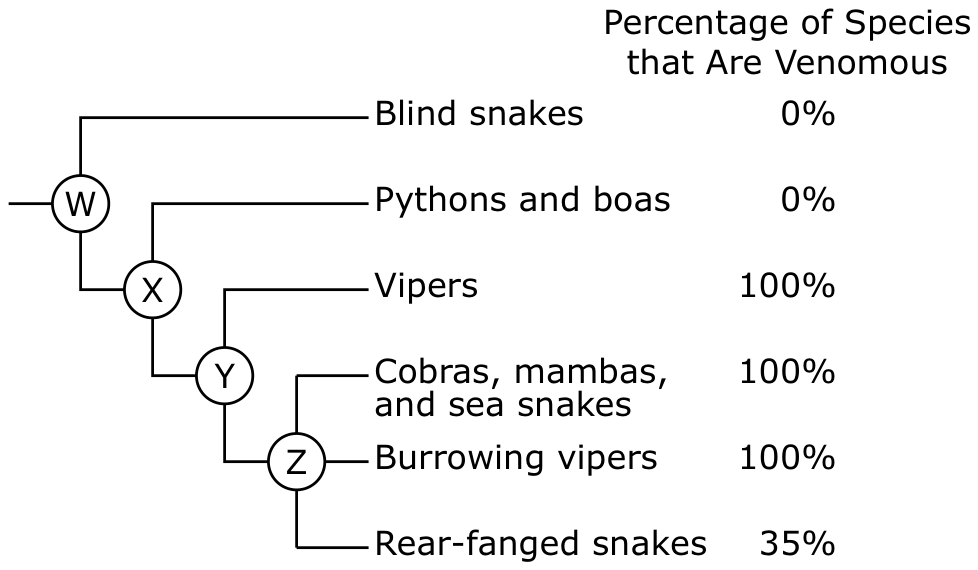 Percentage of Species
that Are Venomous
Blind snakes 0%
W
Pythons and boas 0%
X
Vipers 100%
Y
Cobras, mambas, 100%
and sea snakes
Z
Burrowing vipers 100%
Rear-fanged snakes 35%